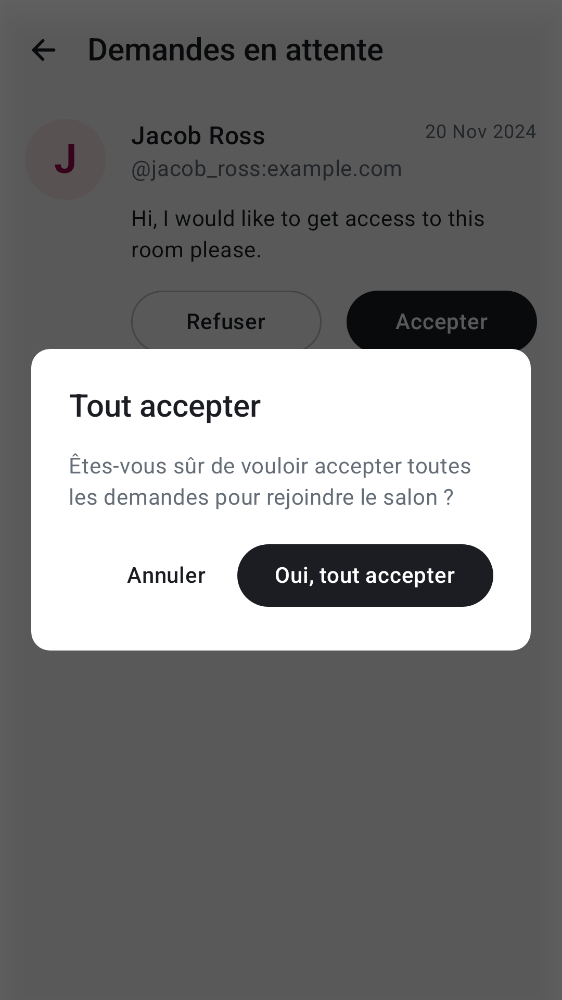 Demandes en attente
J
Jacob Ross
20 Nov 2024
@jacob_ross:example.com
Hi, I would like to get access to this
room please.
Refuser
Accepter
Tout accepter
Êtes-vous sûr de vouloir accepter toutes
les demandes pour rejoindre le salon ?
Annuler
Oui, tout accepter